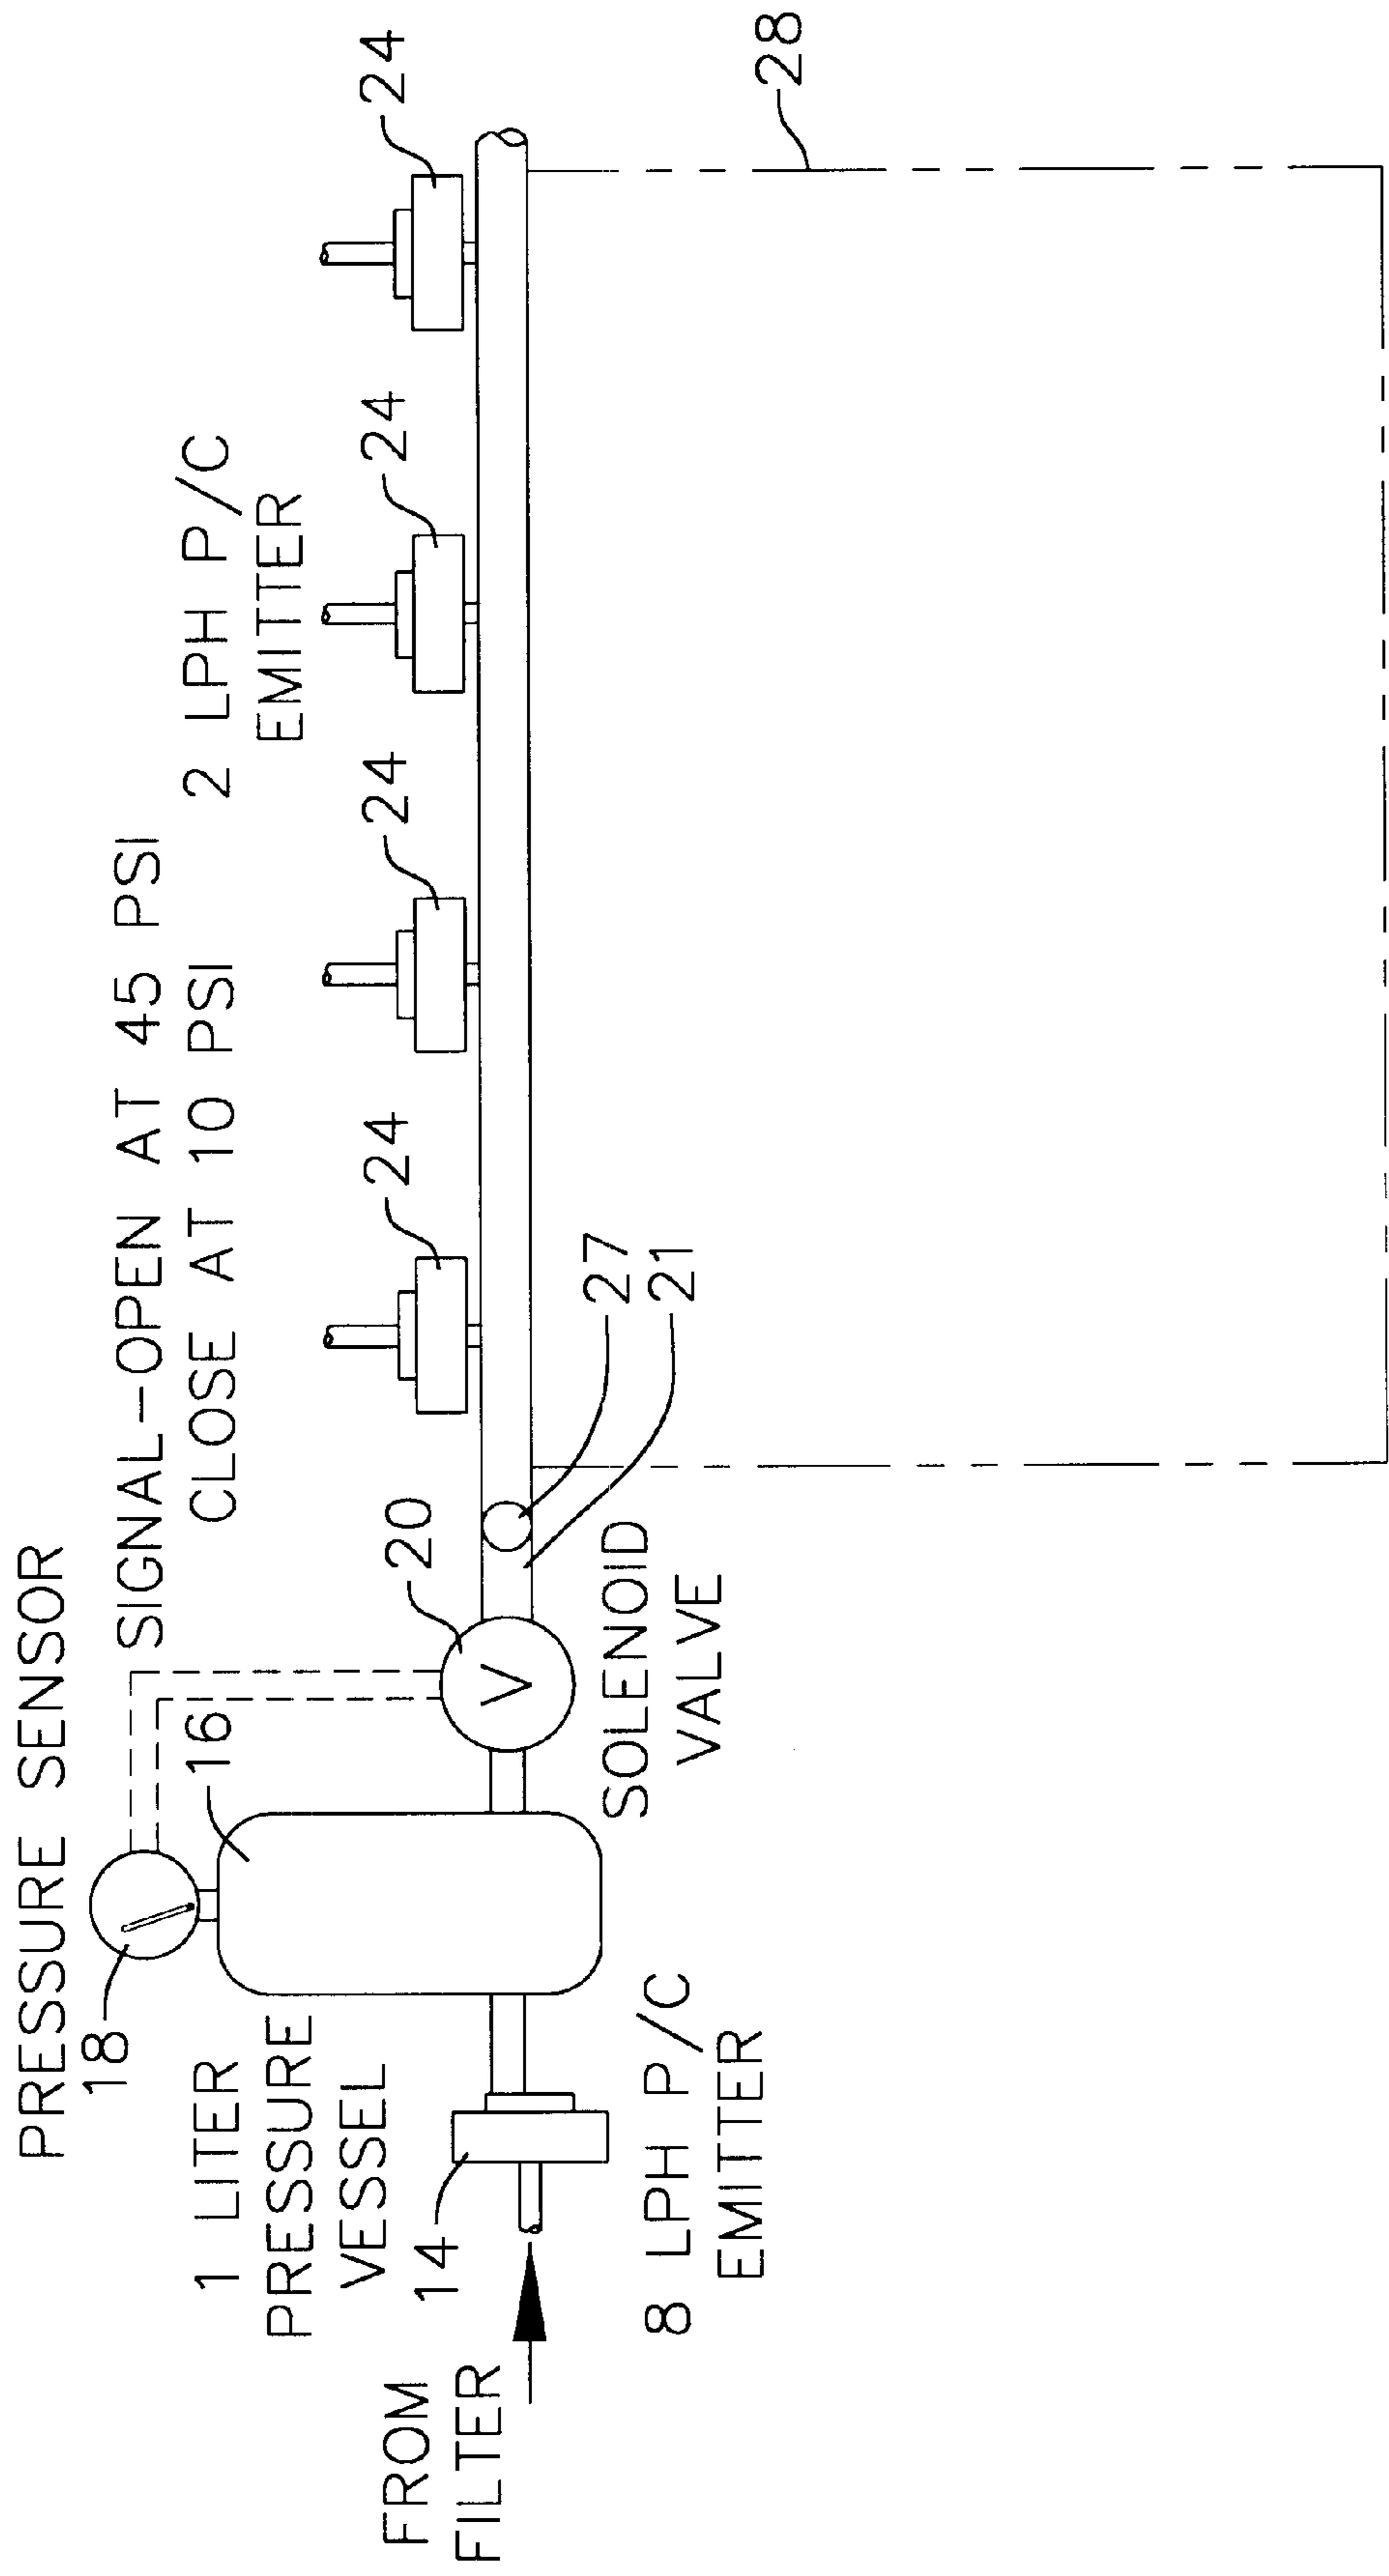 PRESSURE SENSOR
18
SIGNAL-OPEN AT 45 PSI
CLOSE AT 10 PSI
1 LITER
PRESSURE
VESSEL
16
2 LPH P/C
EMITTER
24
24
24
24
20
14
FROM
FILTER
8 LPH P/C
EMITTER
V
SOLENOID
VALVE
27
21
28